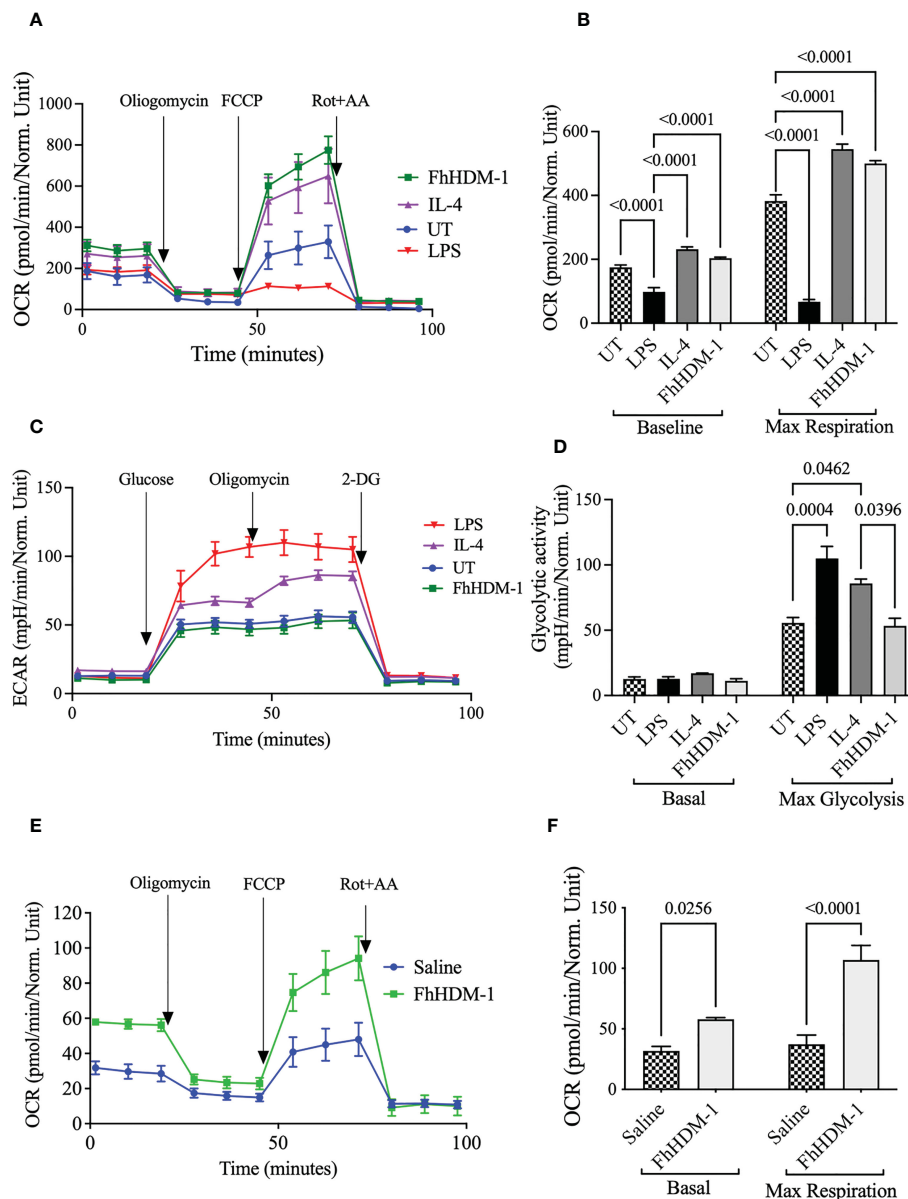 A
Oliogomycin
FCCP
Rot+AA
1000
800
600
400
200
0
0
50
100
OCR (pmol/min/Norm. Unit)
Time (minutes)
FhHDM-1
IL-4
UT
LPS
B
<0.0001
<0.0001
<0.0001
<0.0001
<0.0001
<0.0001
600
400
200
0
OCR (pmol/min/Norm. Unit)
UT
LPS
IL-4
FhHDM-1
UT
LPS
IL-4
FhHDM-1
Baseline
Max Respiration
C
Glucose
Oligomycin
2-DG
150
100
50
0
0
50
100
ECAR (mpH/min/Norm. Unit)
Time (minutes)
LPS
IL-4
UT
FhHDM-1
D
0.0462
0.0004
0.0396
150
100
50
0
Glycolytic activity
(mpH/min/Norm. Unit)
UT
LPS
IL-4
FhHDM-1
UT
LPS
IL-4
FhHDM-1
Basal
Max Glycolysis
E
Oligomycin
FCCP
Rot+AA
120
100
80
60
40
20
0
0
50
100
OCR (pmol/min/Norm. Unit)
Time (minutes)
Saline
FhHDM-1
F
0.0256
<0.0001
150
100
50
0
OCR (pmol/min/Norm. Unit)
Saline
FhHDM-1
Saline
FhHDM-1
Basal
Max Respiration